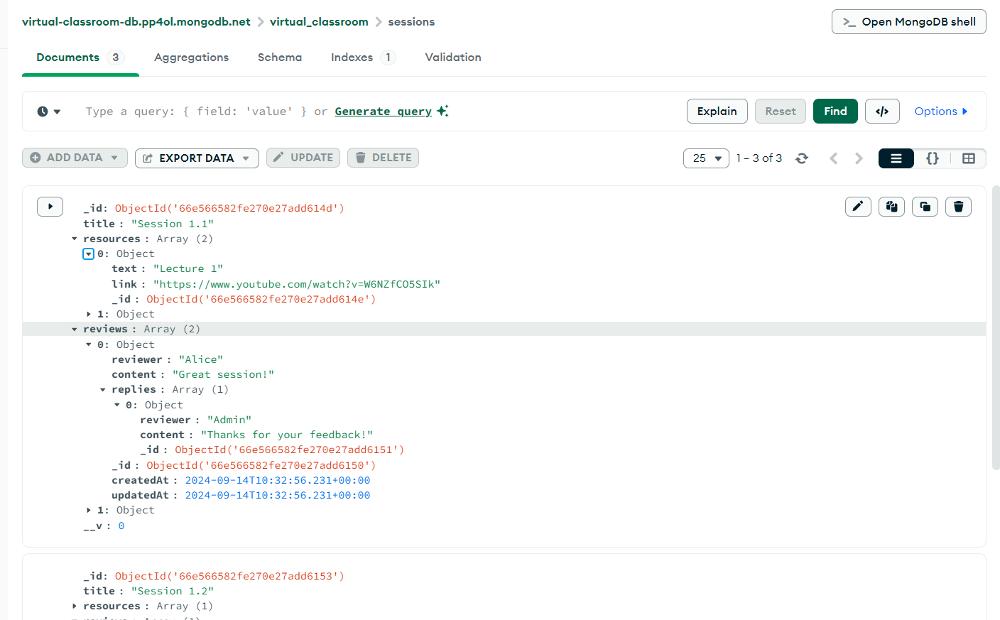 virtual-classroom-db.pp4ol.mongodb.net > virtual_classroom > sessions
>_ Open MongoDB shell
Documents 3 Aggregations Schema Indexes 1 Validation
Type a query: { field: 'value' } or Generate query
Explain Reset Find </> Options
ADD DATA EXPORT DATA UPDATE DELETE 25 1 – 3 of 3 {}
_id: ObjectId('66e566582fe270e27add614d')
title : "Session 1.1"
resources : Array (2)
0: Object
text : "Lecture 1"
link : "https://www.youtube.com/watch?v=W6NZfCO5SIk"
_id : ObjectId('66e566582fe270e27add614e')
1: Object
reviews : Array (2)
0: Object
reviewer : "Alice"
content : "Great session!"
replies : Array (1)
0: Object
reviewer : "Admin"
content : "Thanks for your feedback!"
_id : ObjectId('66e566582fe270e27add6151')
_id : ObjectId('66e566582fe270e27add6150')
createdAt : 2024-09-14T10:32:56.231+00:00
updatedAt : 2024-09-14T10:32:56.231+00:00
1: Object
__v : 0
_id: ObjectId('66e566582fe270e27add6153')
title : "Session 1.2"
resources : Array (1)